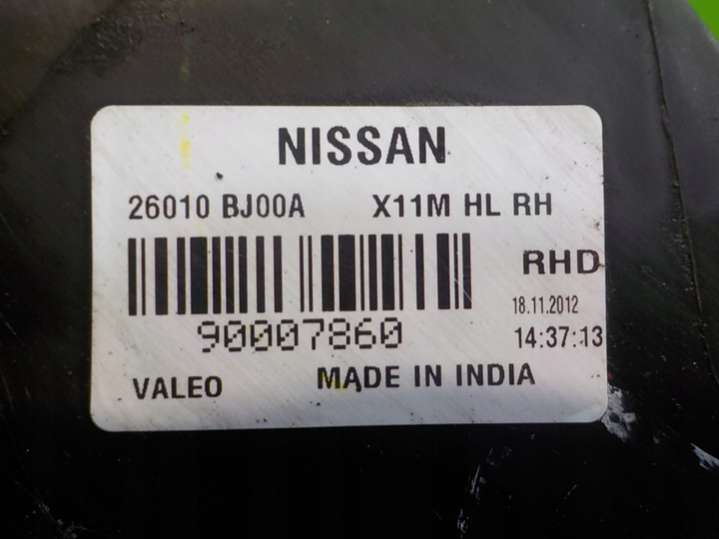 NISSAN
26010 BJ00A X11M HL RH
RHD
18.11.2012
90007860 14:37:13
VALEO MADE IN INDIA